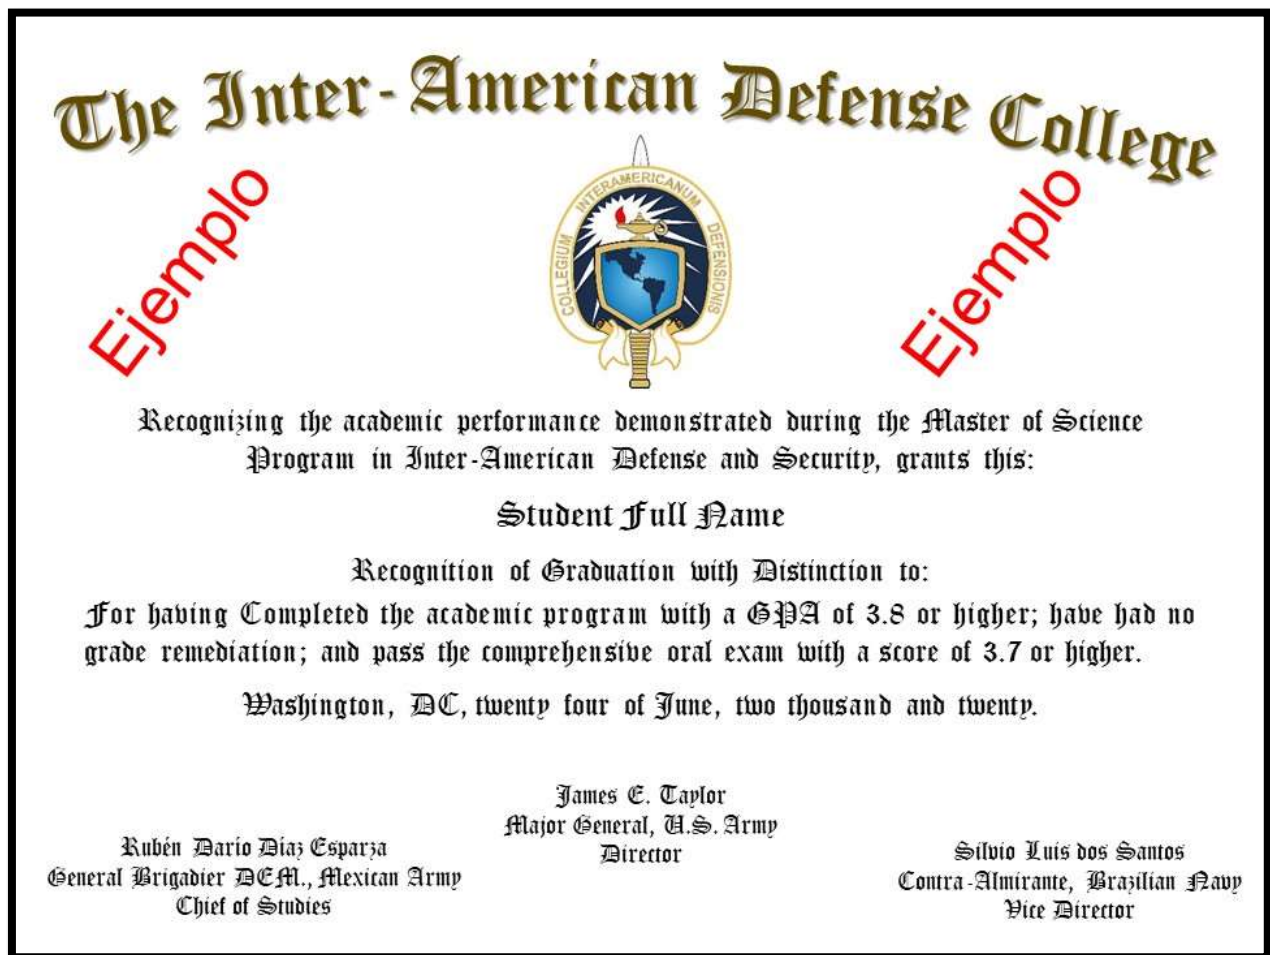 The Inter-American Defense College
Ejemplo
Ejemplo
COLLEGIUM INTERAMERICANUM DEFENSIONIS
Recognizing the academic performance demonstrated during the Master of Science
Program in Inter-American Defense and Security, grants this:
Student Full Name
Recognition of Graduation with Distinction to:
For having Completed the academic program with a GPA of 3.8 or higher; have had no
grade remediation; and pass the comprehensive oral exam with a score of 3.7 or higher.
Washington, DC, twenty four of June, two thousand and twenty.
James E. Taylor
Major General, U.S. Army
Director
Rubén Darío Díaz Esparza
General Brigadier DEM., Mexican Army
Chief of Studies
Silvio Luis dos Santos
Contra-Almirante, Brazilian Navy
Vice Director